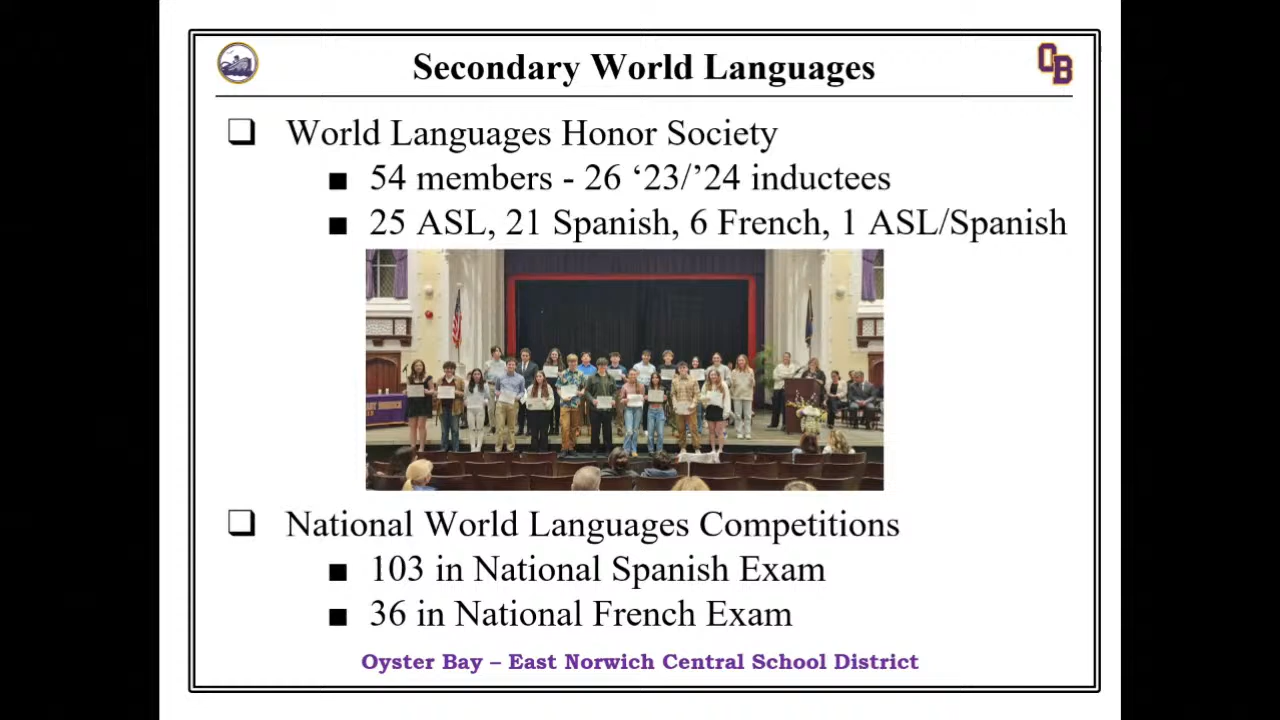 Secondary World Languages
OB
World Languages Honor Society
54 members - 26 ‘23/’24 inductees
25 ASL, 21 Spanish, 6 French, 1 ASL/Spanish
National World Languages Competitions
103 in National Spanish Exam
36 in National French Exam
Oyster Bay – East Norwich Central School District